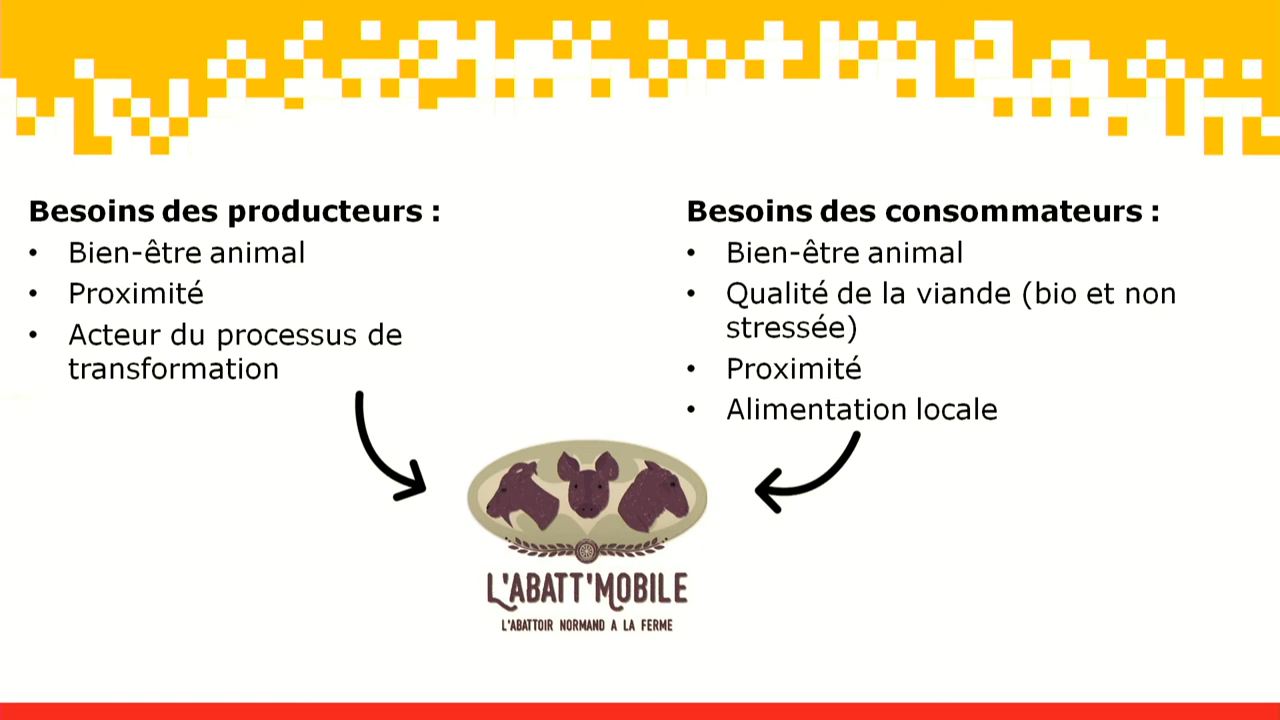 Besoins des producteurs :
• Bien-être animal
• Proximité
• Acteur du processus de
transformation
Besoins des consommateurs :
• Bien-être animal
• Qualité de la viande (bio et non
stressée)
• Proximité
• Alimentation locale
L'ABATT'MOBILE
L'ABATTOIR NORMAND A LA FERME